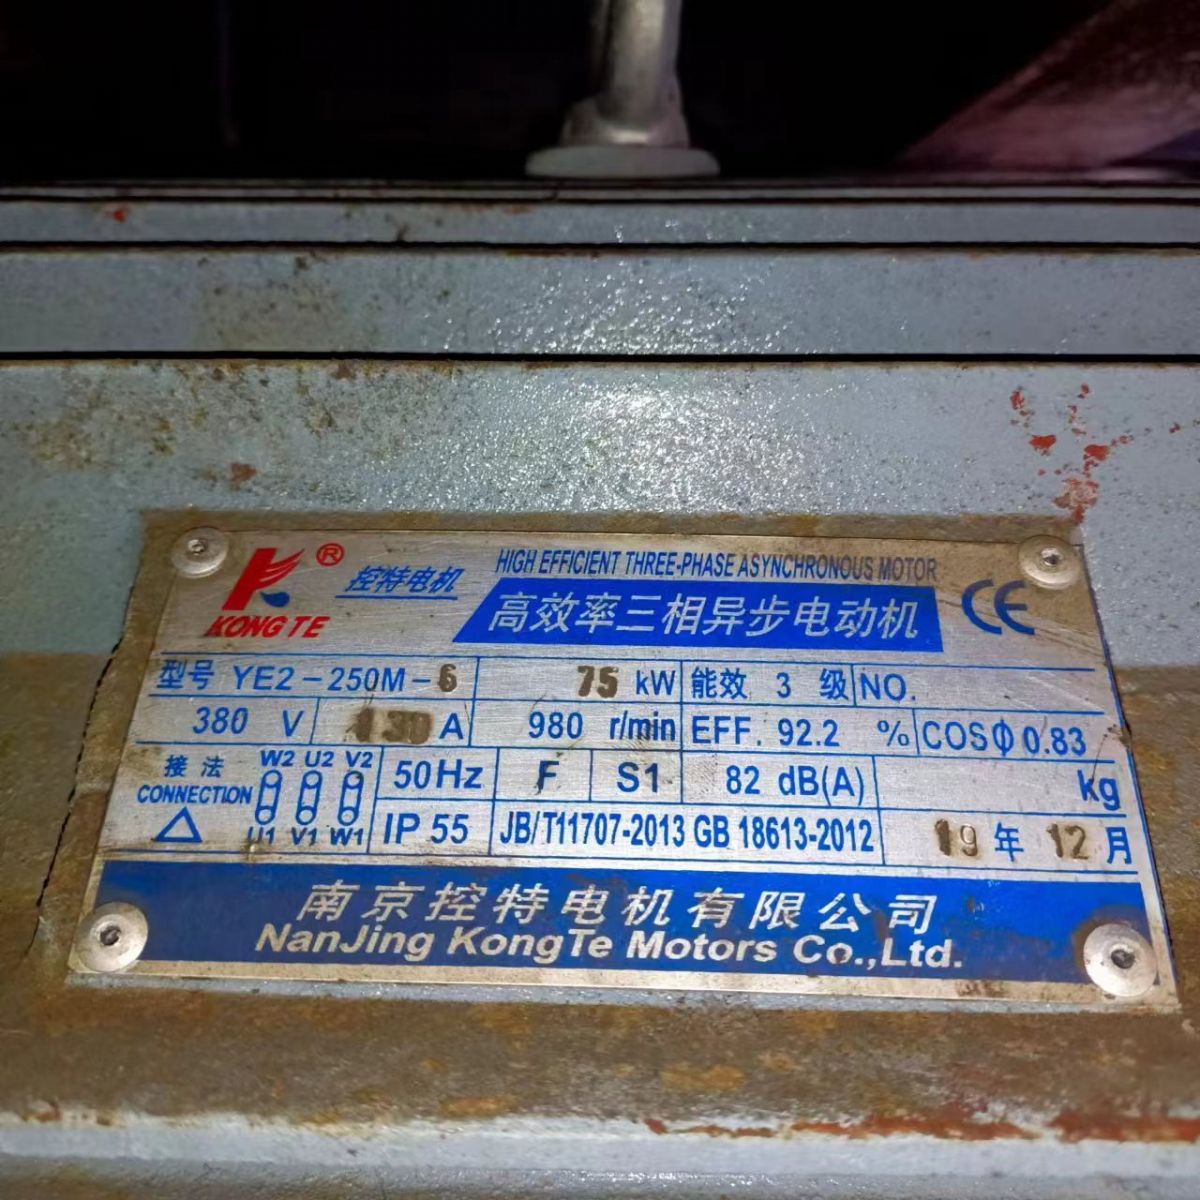 KONG TE ®
控特电机
HIGH EFFICIENT THREE-PHASE ASYNCHRONOUS MOTOR
高效率三相异步电动机
CE
型号 YE2-250M-6 75 kW 能效 3 级 NO.
380 V 130 A 980 r/min EFF. 92.2 % COSΦ 0.83
接法 W2 U2 V2 50Hz F S1 82 dB(A) kg
CONNECTION
△ U1 V1 W1 IP 55 JB/T11707-2013 GB 18613-2012 19 年 12 月
南京控特电机有限公司
NanJing KongTe Motors Co.,Ltd.